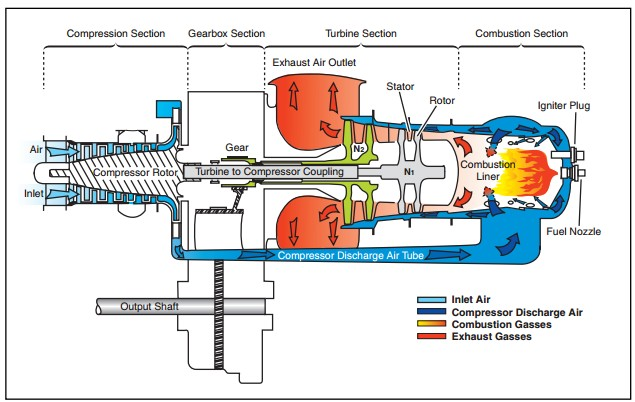 Compression Section
Gearbox Section
Turbine Section
Combustion Section
Exhaust Air Outlet
Stator
Rotor
Igniter Plug
Air
Inlet
Gear
N2
N1
Compressor Rotor
Turbine to Compressor Coupling
Combustion
Liner
Fuel Nozzle
Compressor Discharge Air Tube
Output Shaft
Inlet Air
Compressor Discharge Air
Combustion Gasses
Exhaust Gasses